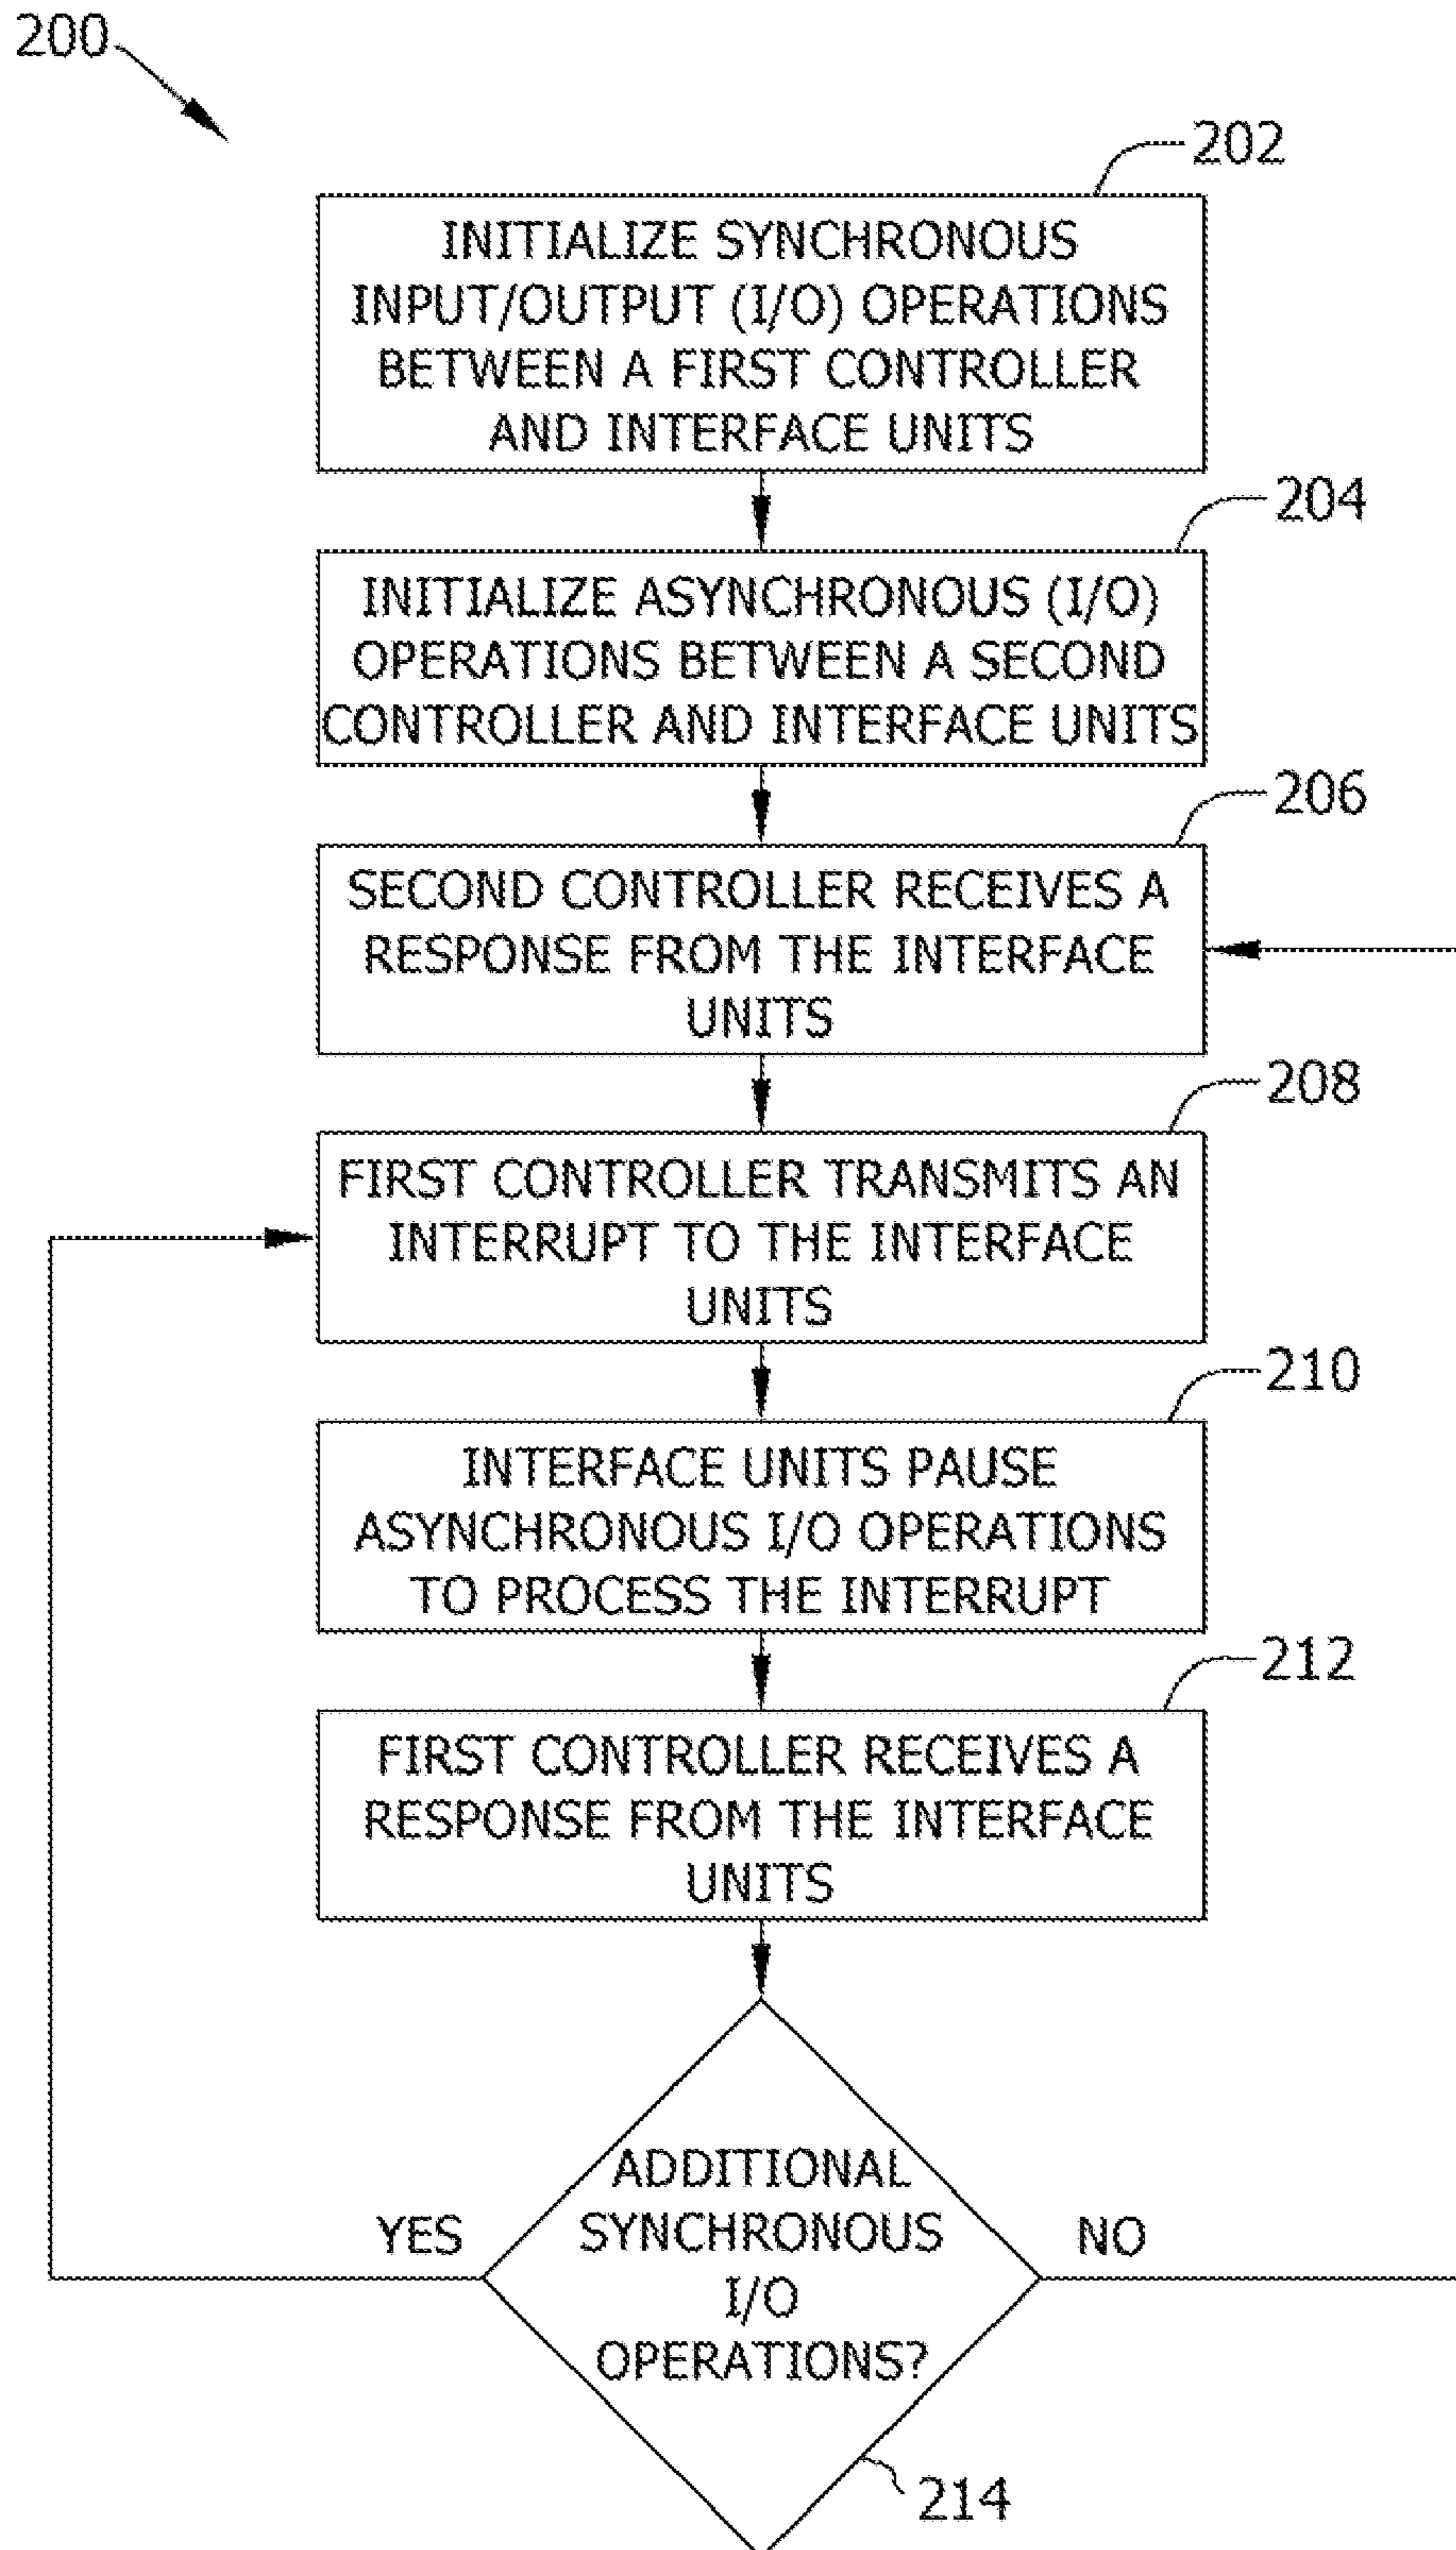 200
202
INITIALIZE SYNCHRONOUS
INPUT/OUTPUT (I/O) OPERATIONS
BETWEEN A FIRST CONTROLLER
AND INTERFACE UNITS
204
INITIALIZE ASYNCHRONOUS (I/O)
OPERATIONS BETWEEN A SECOND
CONTROLLER AND INTERFACE UNITS
206
SECOND CONTROLLER RECEIVES A
RESPONSE FROM THE INTERFACE
UNITS
208
FIRST CONTROLLER TRANSMITS AN
INTERRUPT TO THE INTERFACE
UNITS
210
INTERFACE UNITS PAUSE
ASYNCHRONOUS I/O OPERATIONS
TO PROCESS THE INTERRUPT
212
FIRST CONTROLLER RECEIVES A
RESPONSE FROM THE INTERFACE
UNITS
ADDITIONAL
SYNCHRONOUS
I/O
OPERATIONS?
YES
NO
214